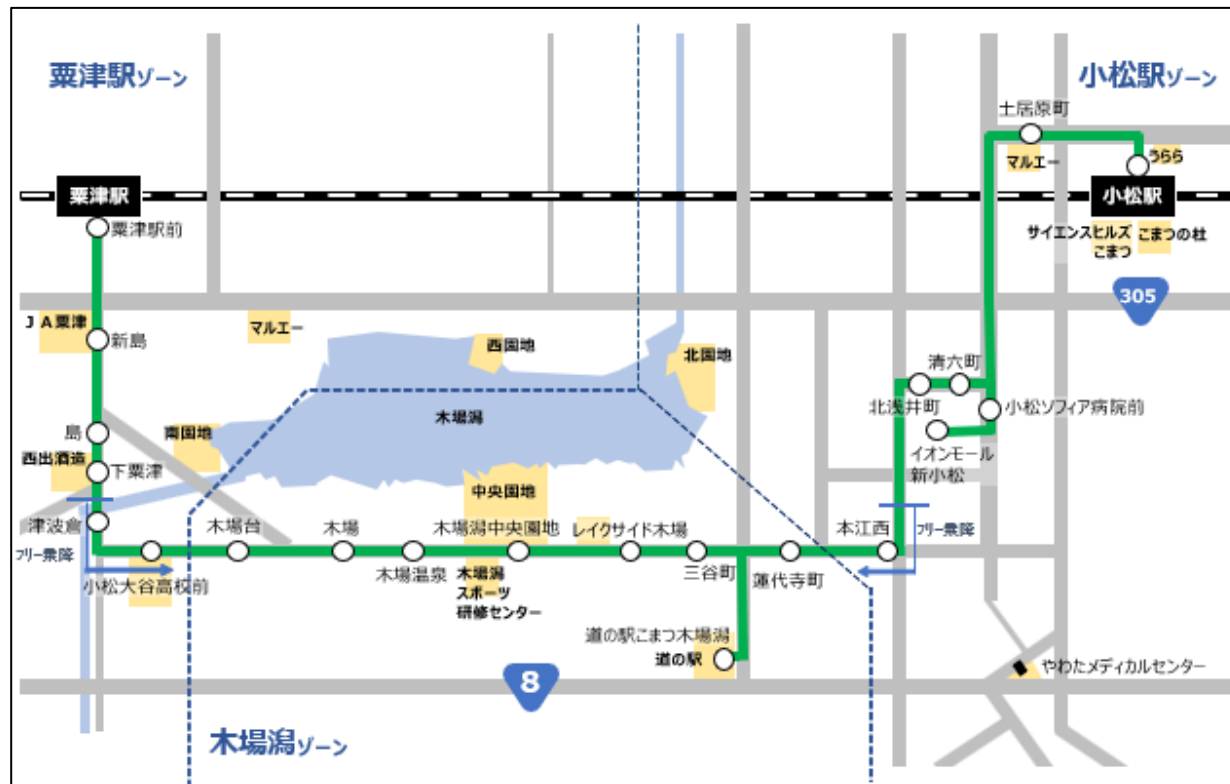 粟津駅ゾーン
小松駅ゾーン
土居原町
マルエー
うらら
粟津駅
小松駅
粟津駅前
サイエンスヒルズ
こまつ
こまつの杜
305
JA粟津
新島
マルエー
西園地
北園地
清六町
北浅井町
小松ソフィア病院前
木場潟
島
南園地
西出酒造
下粟津
イオンモール
新小松
中央園地
津波倉
フリー乗降
木場台
木場
木場潟中央園地
レイクサイド木場
本江西
フリー乗降
小松大谷高校前
木場温泉
木場潟
スポーツ
研修センター
三谷町
蓮代寺町
道の駅こまつ木場潟
道の駅
やわたメディカルセンター
8
木場潟ゾーン